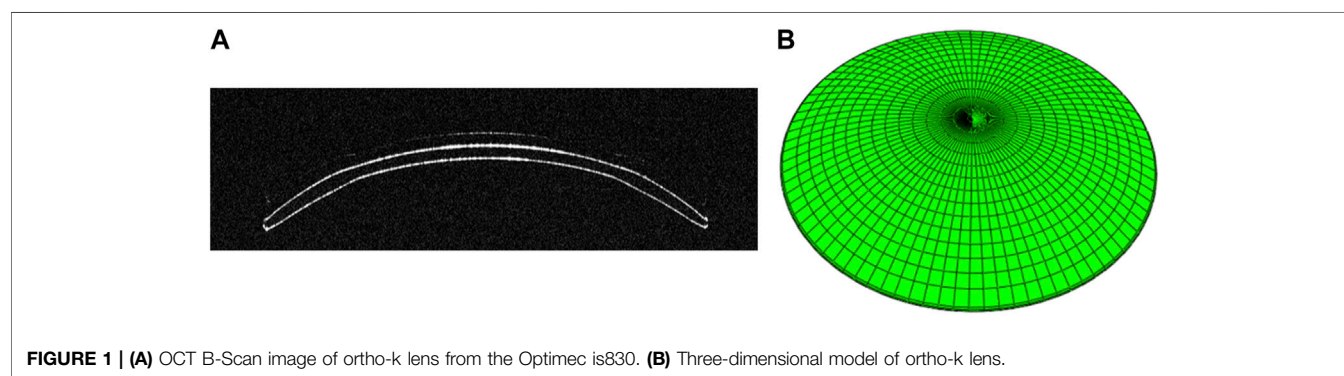 A
B
FIGURE 1 | (A) OCT B-Scan image of ortho-k lens from the Optimec is830. (B) Three-dimensional model of ortho-k lens.